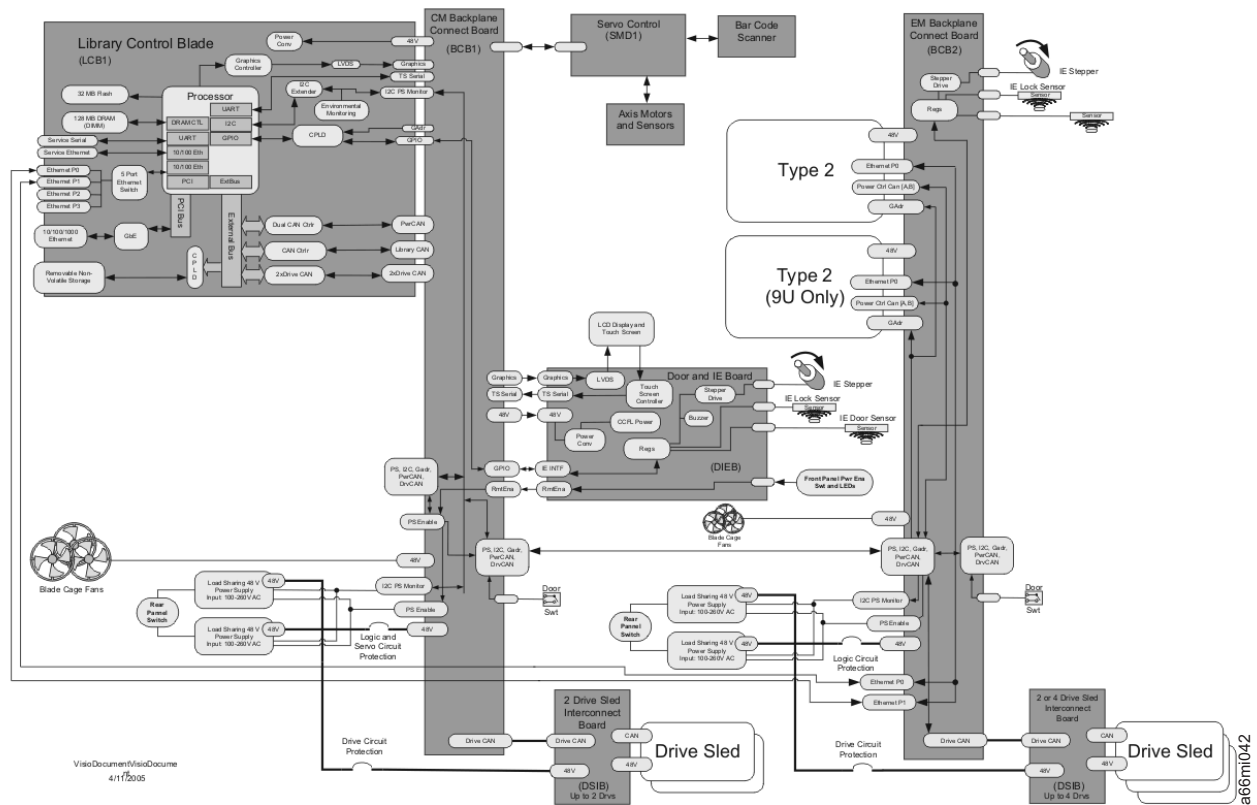 Library Control Blade
(LCB1)
Power
Conv
48V
Graphics
Controller
LVDS
Graphics
TS Serial
I2C
Extender
I2C PS Monitor
Environmental
Monitoring
32 MB Flash
128 MB DRAM
(DIMM)
Processor
UART
DRAM CTL
I2C
UART
GPIO
10/100 Eth
10/100 Eth
PCI
ExtBus
CPLD
GAdr
GPIO
Service Serial
Service Ethernet
Ethernet P0
Ethernet P1
Ethernet P2
Ethernet P3
5 Port
Ethernet
Switch
PCI Bus
External Bus
10/100/1000
Ethernet
GbE
Removable Non-
Volatile Storage
CPLD
Dual CAN Ctrlr
PwrCAN
CAN Ctrlr
Library CAN
2xDrive CAN
2xDrive CAN
CM Backplane
Connect Board
(BCB1)
Servo Control
(SMD1)
Bar Code
Scanner
Axis Motors
and Sensors
EM Backplane
Connect Board
(BCB2)
Stepper
Drive
Regs
IE Stepper
IE Lock Sensor
Sensor
Sensor
Type 2
48V
Ethernet P0
Power Ctrl Can [A,B]
GAdr
Type 2
(9U Only)
48V
Ethernet P0
Power Ctrl Can [A,B]
GAdr
LCD Display and
Touch Screen
Door and IE Board
Graphics
Graphics
LVDS
TS Serial
TS Serial
Touch
Screen
Controller
Stepper
Drive
48V
48V
CCFL Power
Buzzer
Power
Conv
Regs
(DIEB)
GPIO
IE INTF
RmtEna
RmtEna
IE Stepper
IE Lock Sensor
Sensor
IE Door Sensor
Sensor
Front Panel Pwr Ena
Swt and LEDs
PS, I2C, Gadr,
PwrCAN,
DrvCAN
PS Enable
48V
PS, I2C, Gadr,
PwrCAN,
DrvCAN
Blade Cage Fans
I2C PS Monitor
PS Enable
48V
Door
Swt
Load Sharing 48 V
Power Supply
Input: 100-260V AC
48V
Rear
Pannel
Switch
Load Sharing 48 V
Power Supply
Input: 100-260V AC
48V
Logic and
Servo Circuit
Protection
Blade Cage
Fans
48V
PS, I2C, Gadr,
PwrCAN,
DrvCAN
PS, I2C, Gadr,
PwrCAN,
DrvCAN
Door
Swt
I2C PS Monitor
PS Enable
48V
Load Sharing 48 V
Power Supply
Input: 100-260V AC
48V
Rear
Pannel
Switch
Load Sharing 48 V
Power Supply
Input: 100-260V AC
48V
Logic Circuit
Protection
Ethernet P0
Ethernet P1
2 Drive Sled
Interconnect
Board
Drive CAN
Drive CAN
CAN
48V
48V
Drive Sled
(DSIB)
Up to 2 Drvs
Drive Circuit
Protection
2 or 4 Drive Sled
Interconnect
Board
Drive CAN
Drive CAN
CAN
48V
48V
Drive Sled
(DSIB)
Up to 4 Drvs
Drive Circuit
Protection
VisioDocumentVisioDocume
nt
4/11/2005
a66mi042